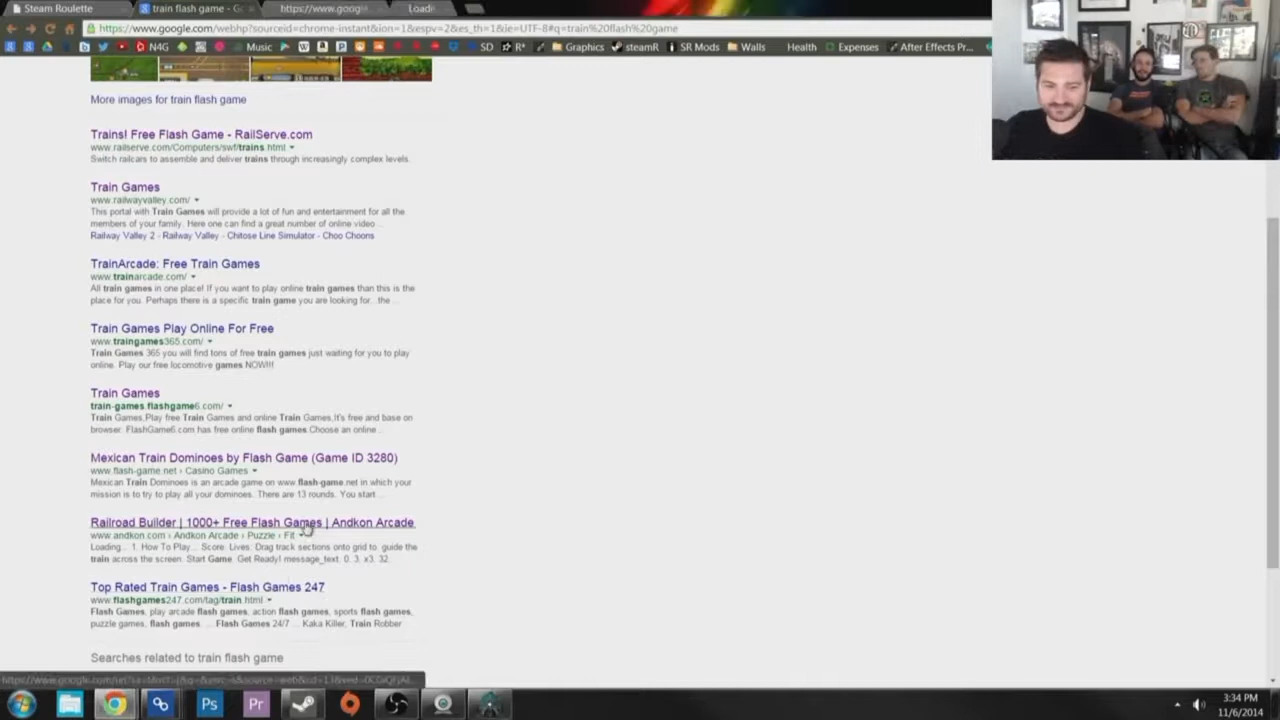 Steam Roulette
train flash game - Go
https://www.googl
Loadi
https://www.google.com/webhp?sourceid=chrome-instant&ion=1&espv=2&es_th=1&ie=UTF-8#q=train%20flash%20game
N4G
Music
SD
R*
Graphics
steamR
SR Mods
Walls
Health
Expenses
After Effects Pr...
More images for train flash game
Trains! Free Flash Game - RailServe.com
www.railserve.com/Computers/swf/trains.html
Switch railcars to assemble and deliver trains through increasingly complex levels.
Train Games
www.railwayvalley.com/
This portal with Train Games will provide a lot of fun and entertainment for all the
members of your family. Here one can find a great number of online video ...
Railway Valley 2 - Railway Valley - Chitose Line Simulator - Choo Choons
TrainArcade: Free Train Games
www.trainarcade.com/
All train games in one place! If you want to play online train games than this is the
place for you. Perhaps there is a specific train game you are looking for...the ...
Train Games Play Online For Free
www.traingames365.com/
Train Games 365 you will find tons of free train games just waiting for you to play
online. Play our free locomotive games NOW!!!
Train Games
train-games.flashgame6.com/
Train Games,Play free Train Games and online Train Games,It's free and base on
browser. FlashGame6.com has free online flash games.Choose an online ...
Mexican Train Dominoes by Flash Game (Game ID 3280)
www.flash-game.net › Casino Games
Mexican Train Dominoes is an arcade game on www.flash-game.net in which your
mission is to try to play all your dominoes. There are 13 rounds. You start ...
Railroad Builder | 1000+ Free Flash Games | Andkon Arcade
www.andkon.com › Andkon Arcade › Puzzle › Fit
Loading... 1. How To Play... Score. Lives. Drag track sections onto grid to guide the
train across the screen. Start Game. Get Ready! message_text. 0. 3. x3. 32.
Top Rated Train Games - Flash Games 247
www.flashgames247.com/tag/train.html
Flash Games, play arcade flash games, action flash games, sports flash games,
puzzle games, flash games ... Flash Games 24/7 ... Kaka Killer, Train Robber
Searches related to train flash game
Ps
Pr
3:34 PM
11/6/2014